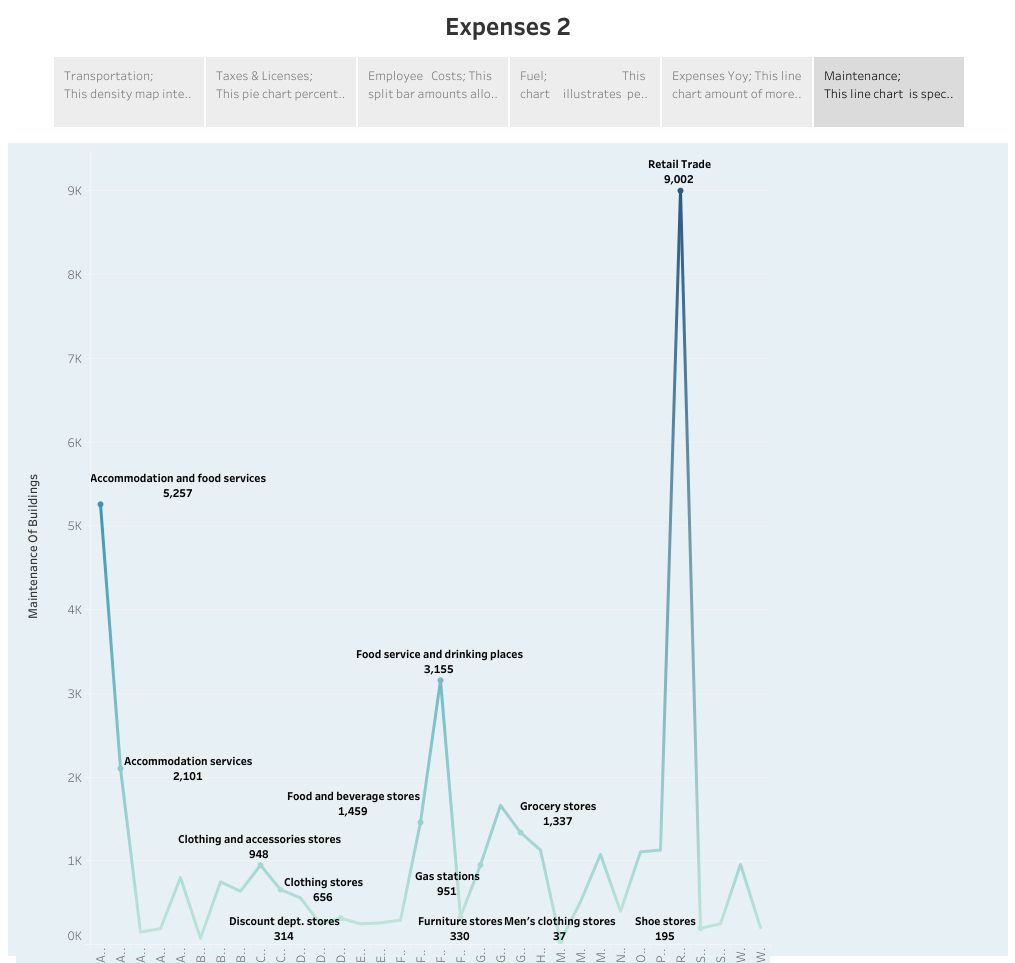 Expenses 2
Transportation;
This density map inte..
Taxes & Licenses;
This pie chart percent..
Employee Costs; This
split bar amounts allo..
Fuel; This
chart illustrates pe..
Expenses Yoy; This line
chart amount of more..
Maintenance;
This line chart is spec..
Retail Trade
9,002
9K
8K
7K
6K
Accommodation and food services
5,257
5K
Maintenance Of Buildings
4K
Food service and drinking places
3,155
3K
Accommodation services
2,101
2K
Food and beverage stores
1,459
Grocery stores
1,337
Clothing and accessories stores
948
1K
Gas stations
951
Clothing stores
656
Discount dept. stores
314
Furniture stores
330
Men's clothing stores
37
Shoe stores
195
0K
A..
A..
A..
A..
A..
B..
B..
B..
C..
C..
D..
D..
D..
E..
E..
F..
F..
F..
F..
G..
G..
G..
H..
M..
M..
M..
N..
O..
P..
R..
S..
S..
W..
W..